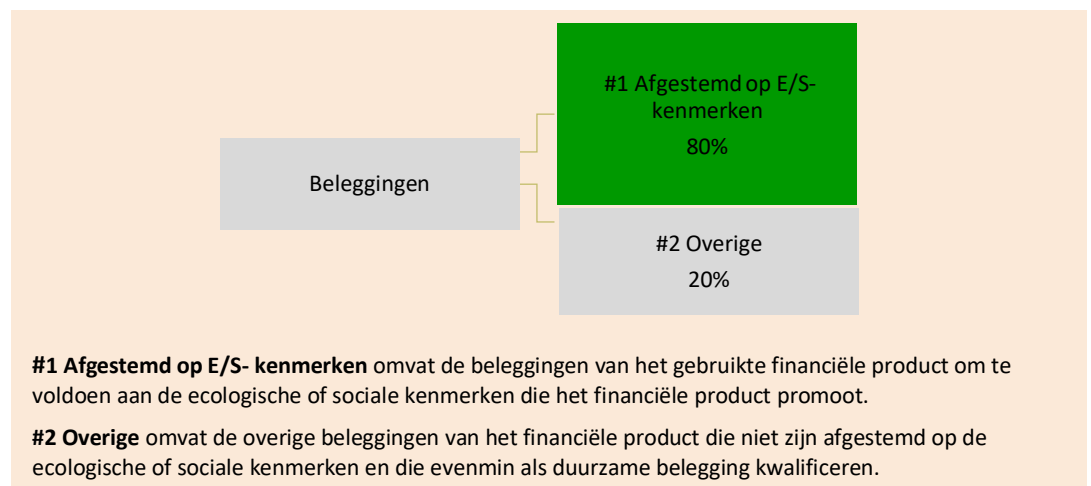 #1 Afgestemd op E/S-
kenmerken
80%
Beleggingen
#2 Overige
20%
#1 Afgestemd op E/S- kenmerken omvat de beleggingen van het gebruikte financiële product om te
voldoen aan de ecologische of sociale kenmerken die het financiële product promoot.
#2 Overige omvat de overige beleggingen van het financiële product die niet zijn afgestemd op de
ecologische of sociale kenmerken en die evenmin als duurzame belegging kwalificeren.